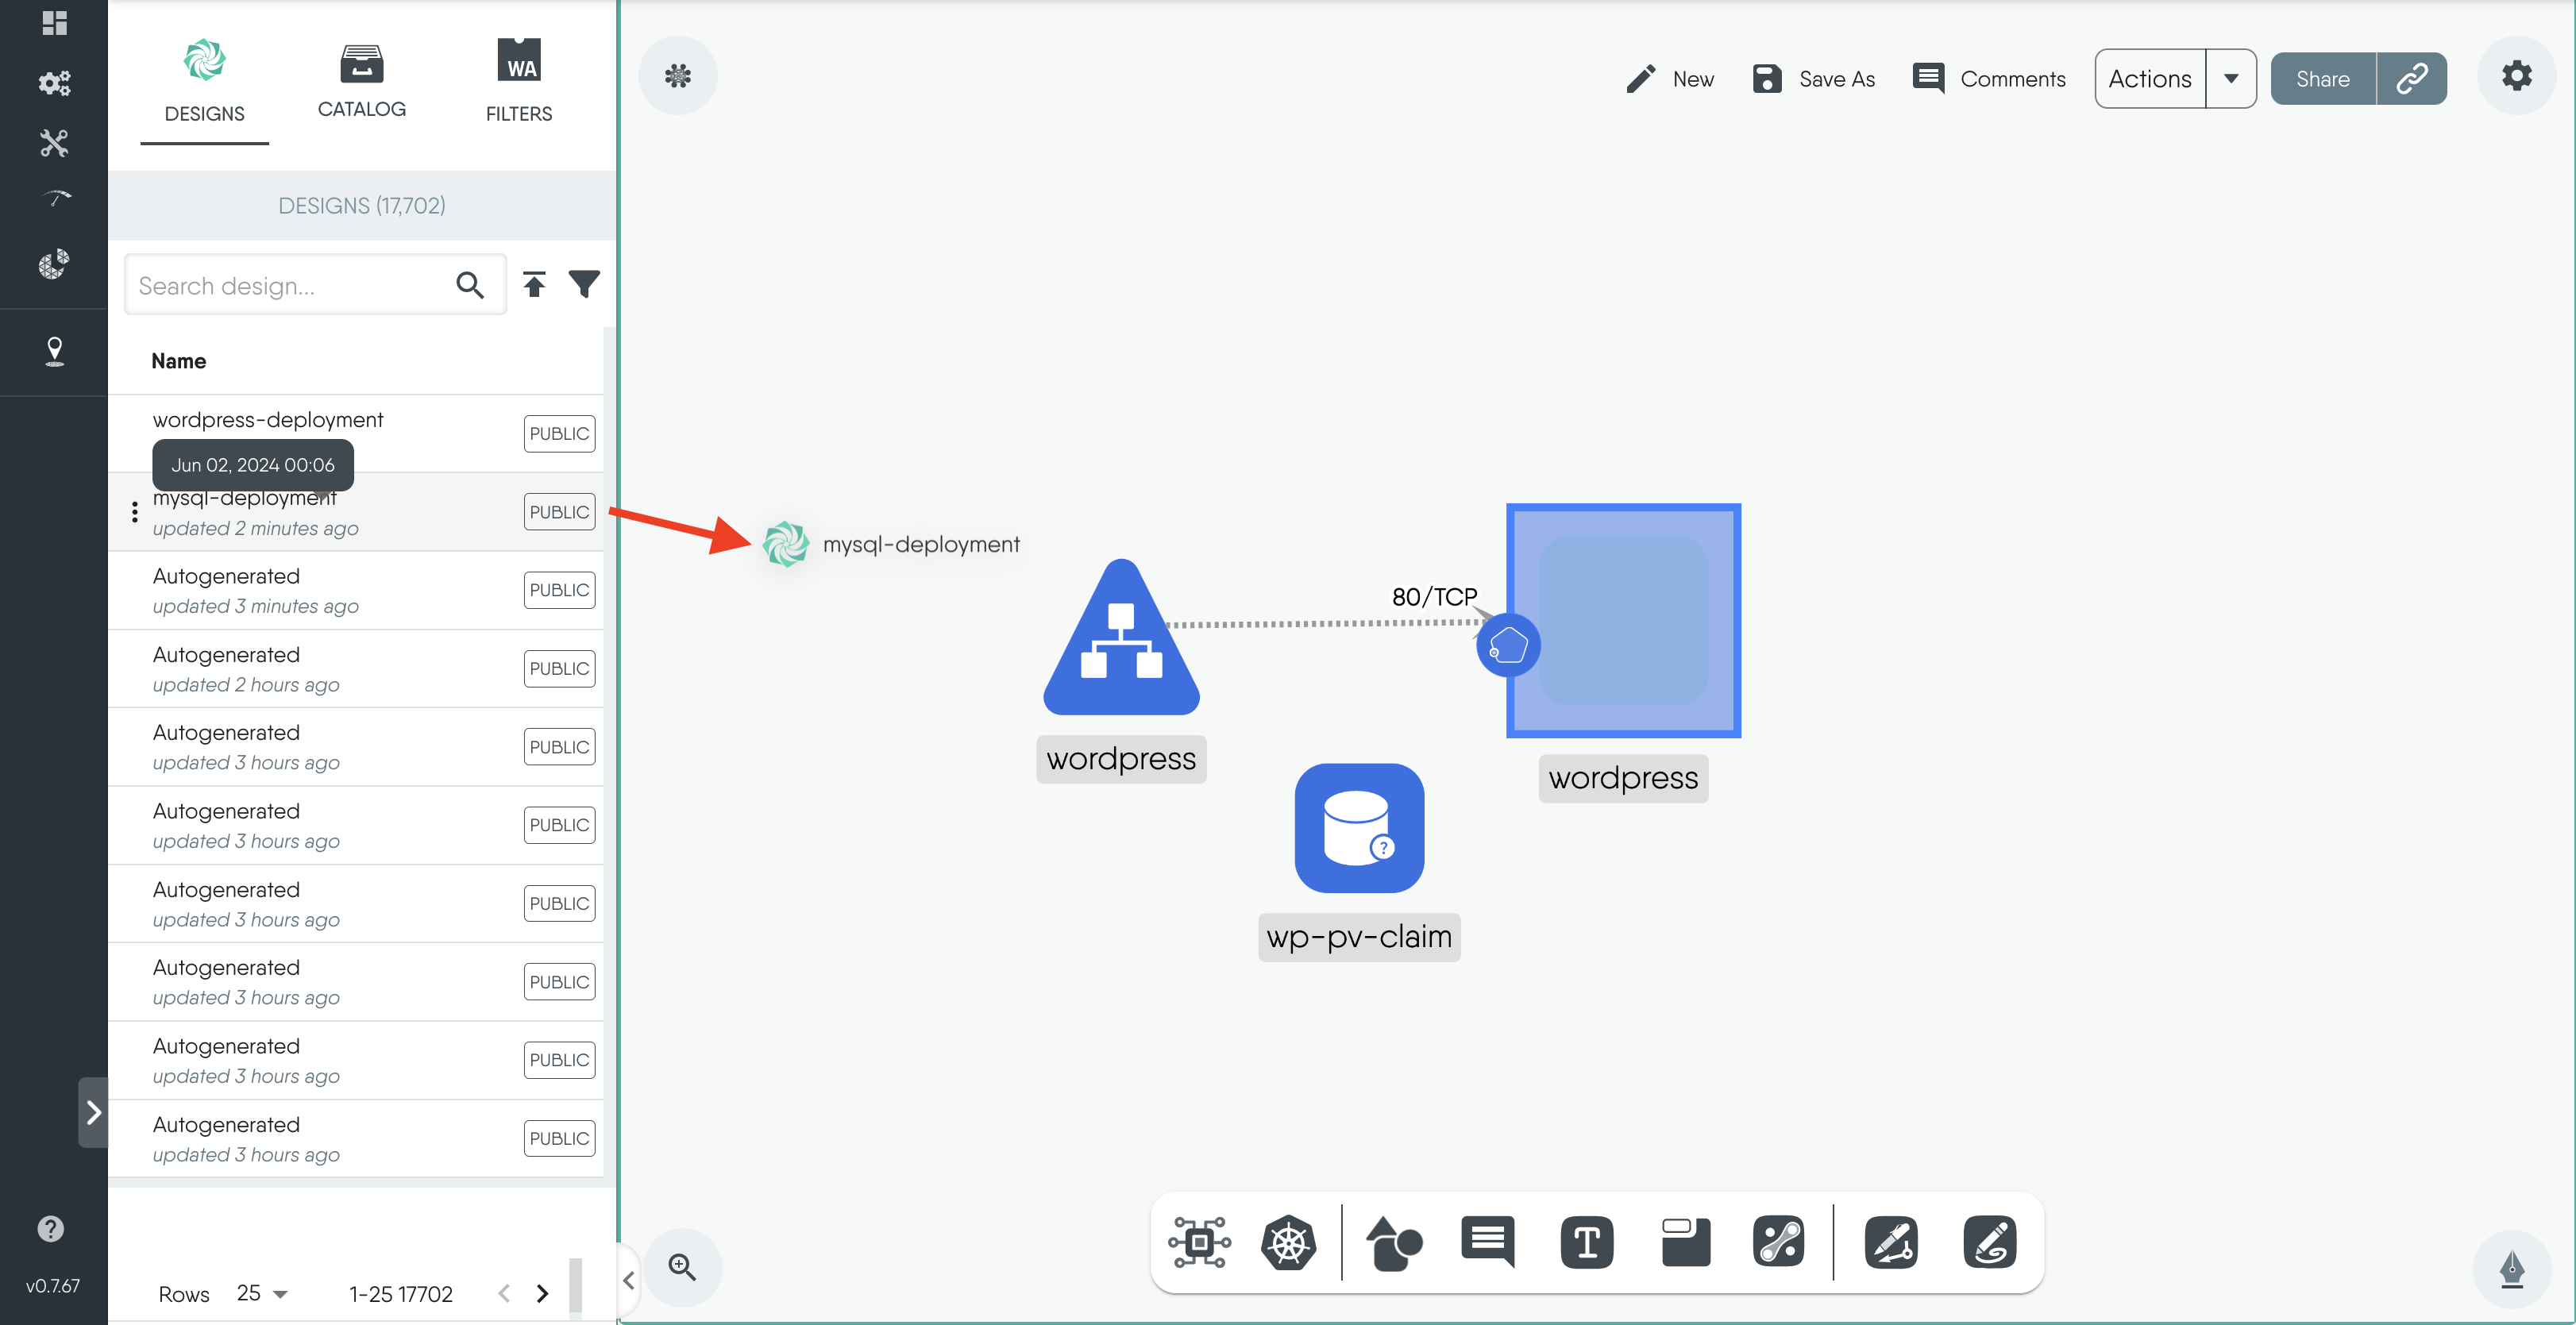 DESIGNS
CATALOG
WA
FILTERS
New
Save As
Comments
Actions
Share
DESIGNS (17,702)
Search design...
Name
wordpress-deployment
PUBLIC
Jun 02, 2024 00:06
mysql-deployment
PUBLIC
updated 2 minutes ago
Autogenerated
PUBLIC
updated 3 minutes ago
Autogenerated
PUBLIC
updated 2 hours ago
Autogenerated
PUBLIC
updated 3 hours ago
Autogenerated
PUBLIC
updated 3 hours ago
Autogenerated
PUBLIC
updated 3 hours ago
Autogenerated
PUBLIC
updated 3 hours ago
Autogenerated
PUBLIC
updated 3 hours ago
Autogenerated
PUBLIC
updated 3 hours ago
Rows 25 1-25 17702
v0.7.67
mysql-deployment
80/TCP
wordpress
wordpress
?
wp-pv-claim
T
?